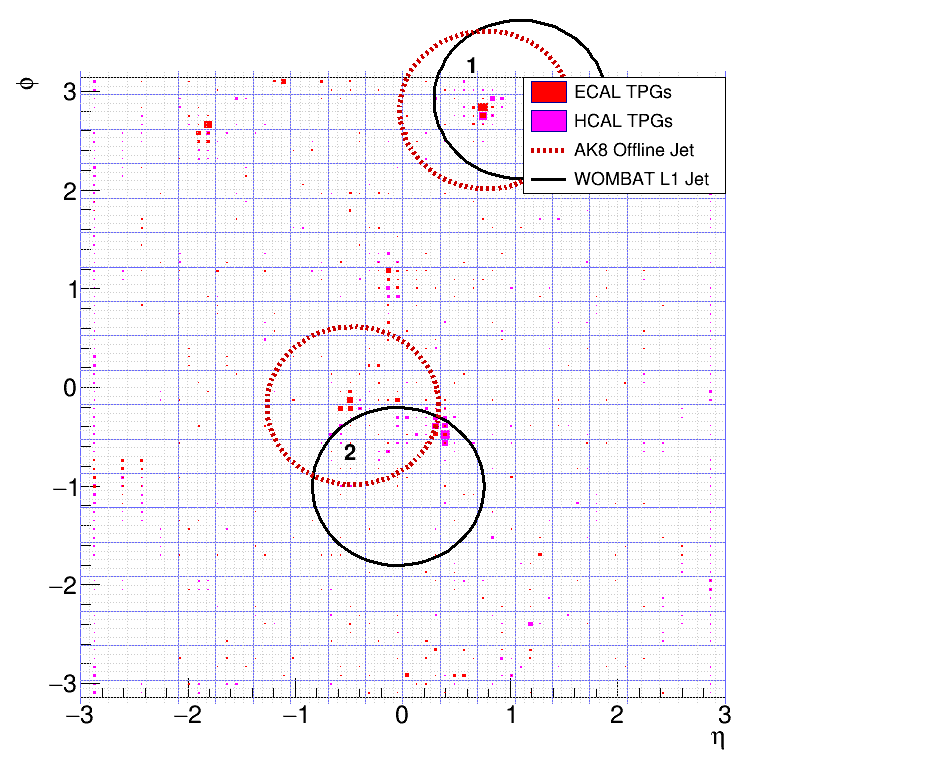 ϕ
1
3
ECAL TPGs
HCAL TPGs
AK8 Offline Jet
2
WOMBAT L1 Jet
1
0
2
−1
−2
−3
−3 −2 −1 0 1 2 3
η